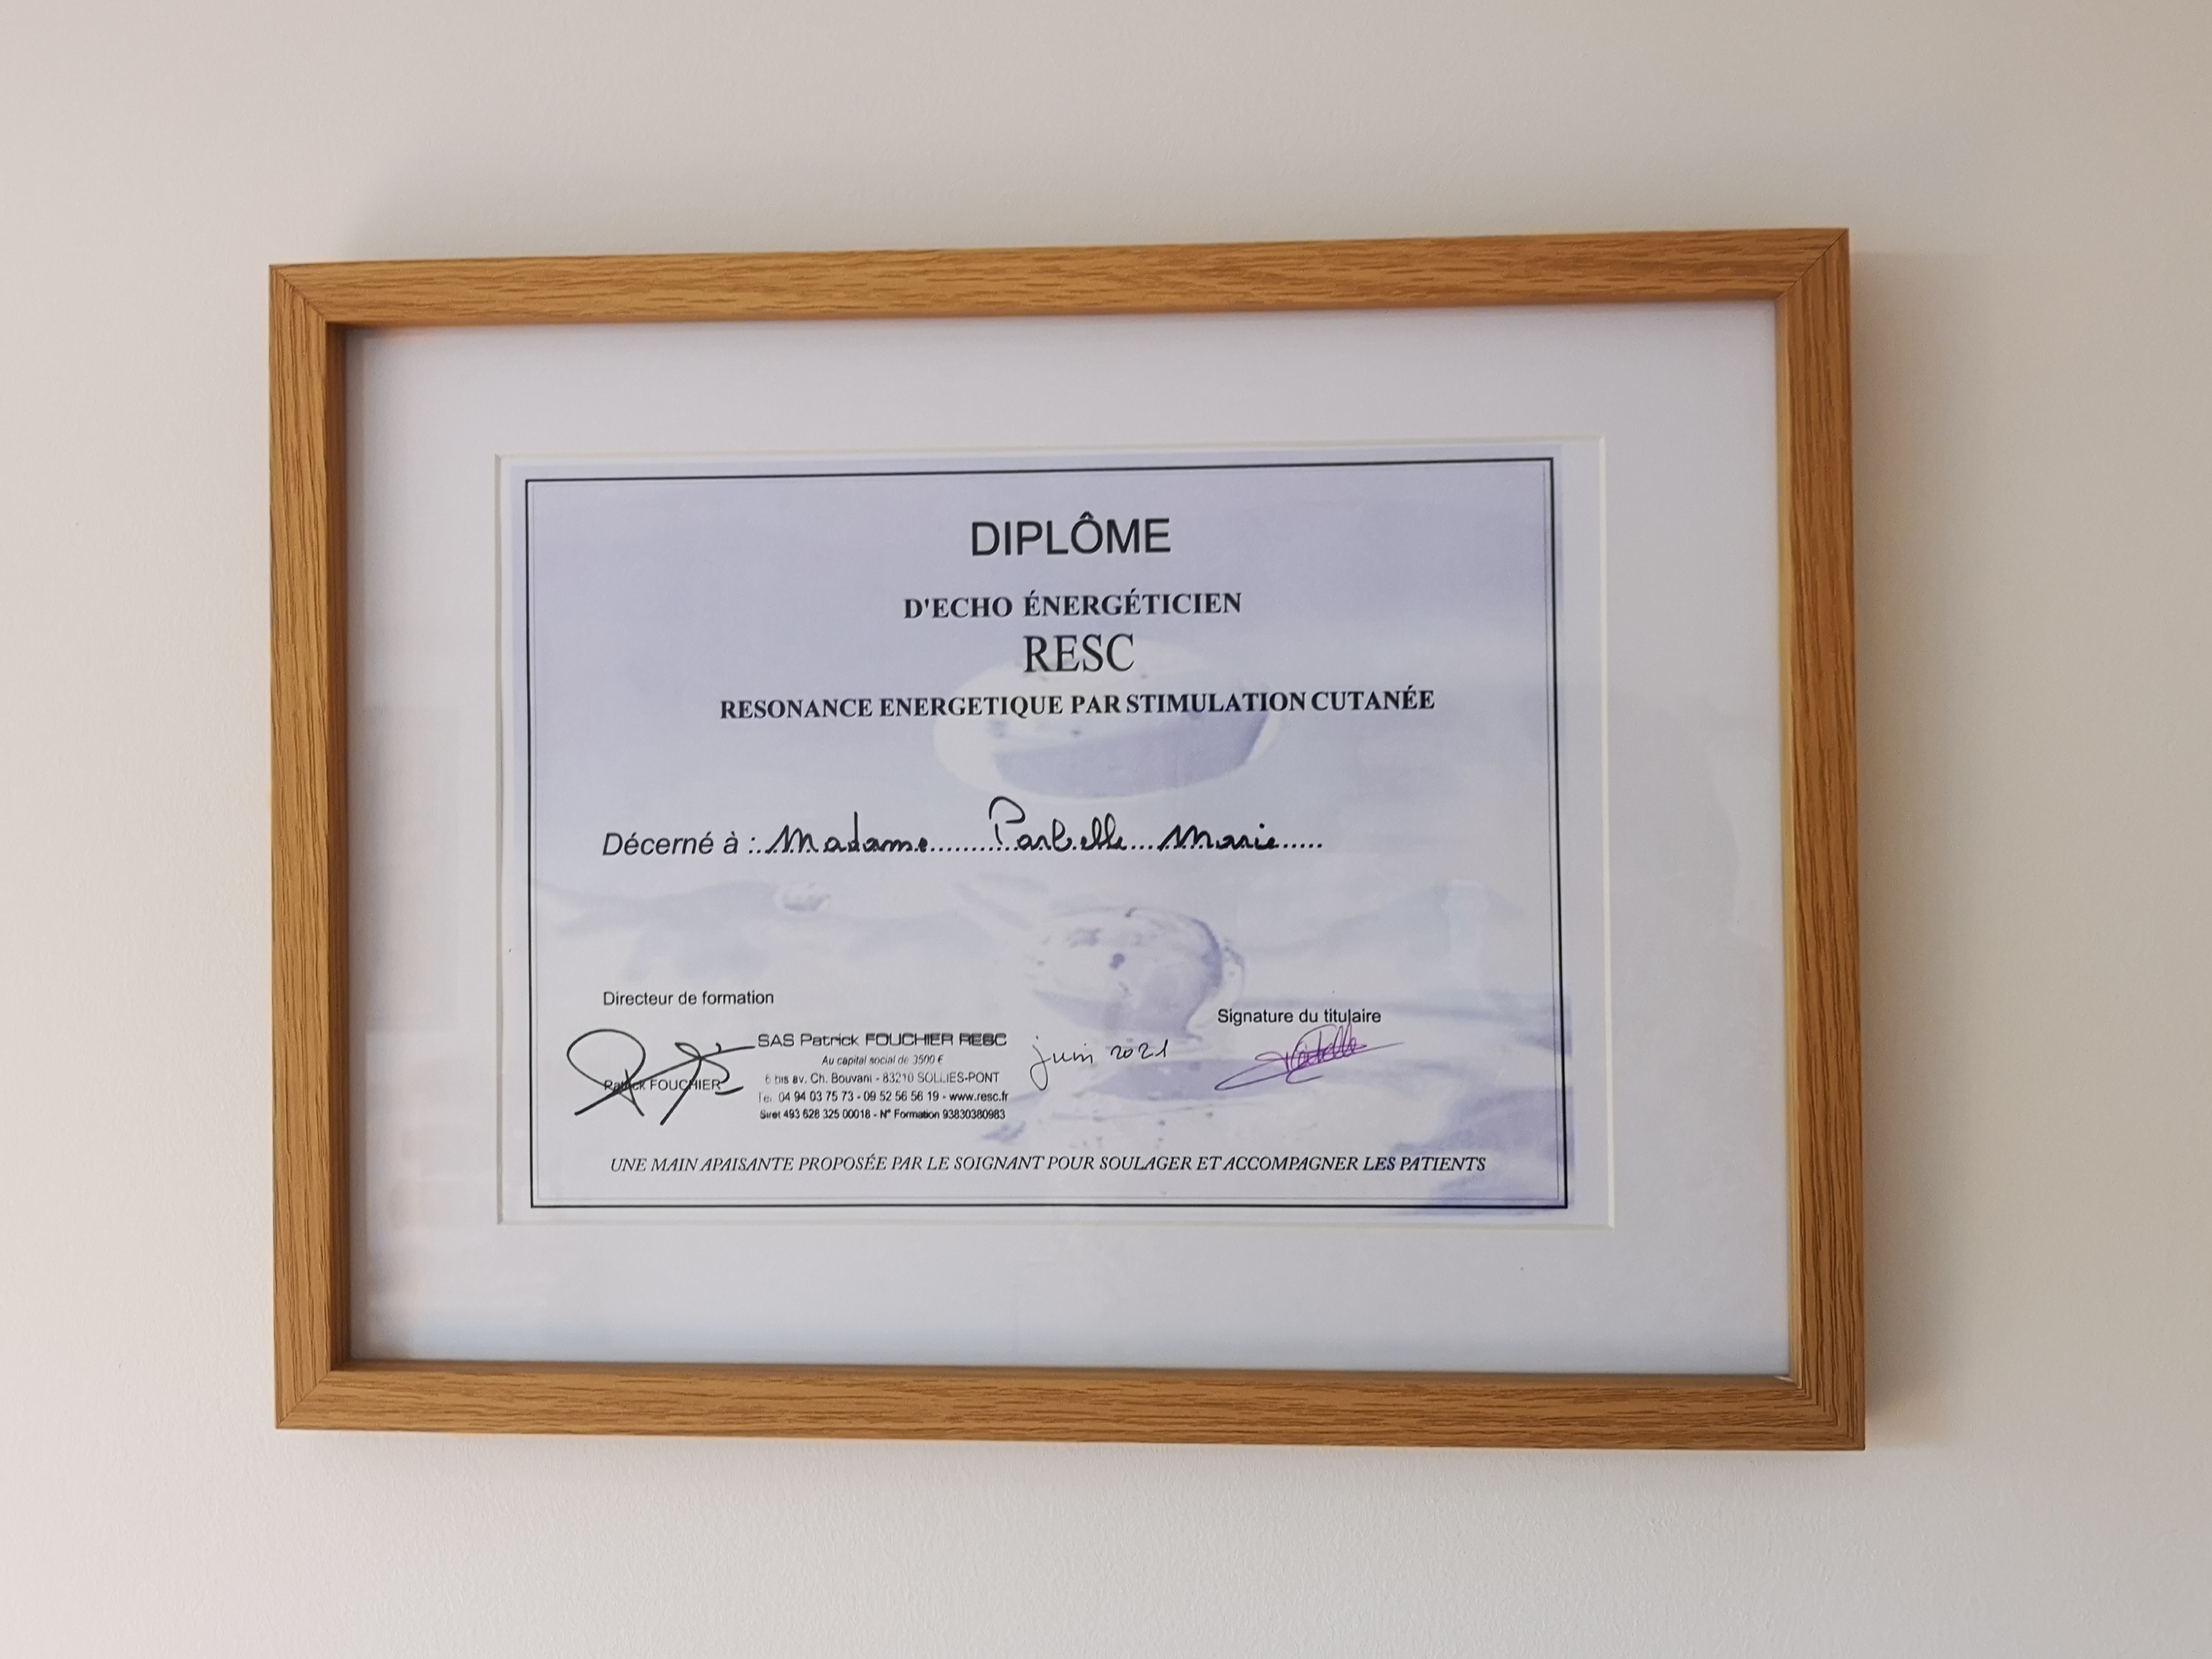 DIPLÔME
D'ECHO ÉNERGÉTICIEN
RESC
RESONANCE ENERGETIQUE PAR STIMULATION CUTANÉE
Décerné à : Madame Parbelle Marie
Directeur de formation
Patrick FOUCHIER
SAS Patrick FOUCHIER RESC
Au capital social de 3500 €
6 bis av. Ch. Bouvani - 83210 SOLLIES-PONT
Tel. 04 94 03 75 73 - 09 52 56 56 19 - www.resc.fr
Siret 493 628 325 00018 - N° Formation 93830380983
juin 2021
Signature du titulaire
UNE MAIN APAISANTE PROPOSÉE PAR LE SOIGNANT POUR SOULAGER ET ACCOMPAGNER LES PATIENTS